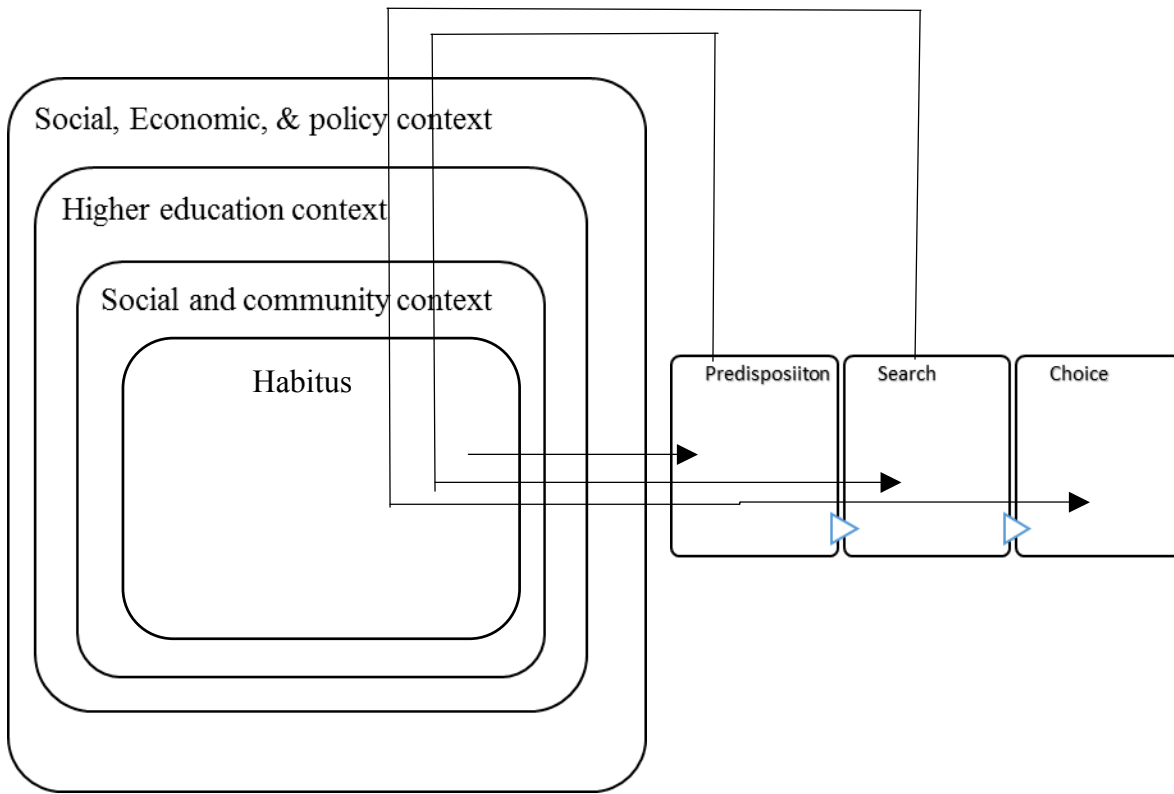 Social, Economic, & policy context
Higher education context
Social and community context
Habitus
Predisposiiton
Search
Choice